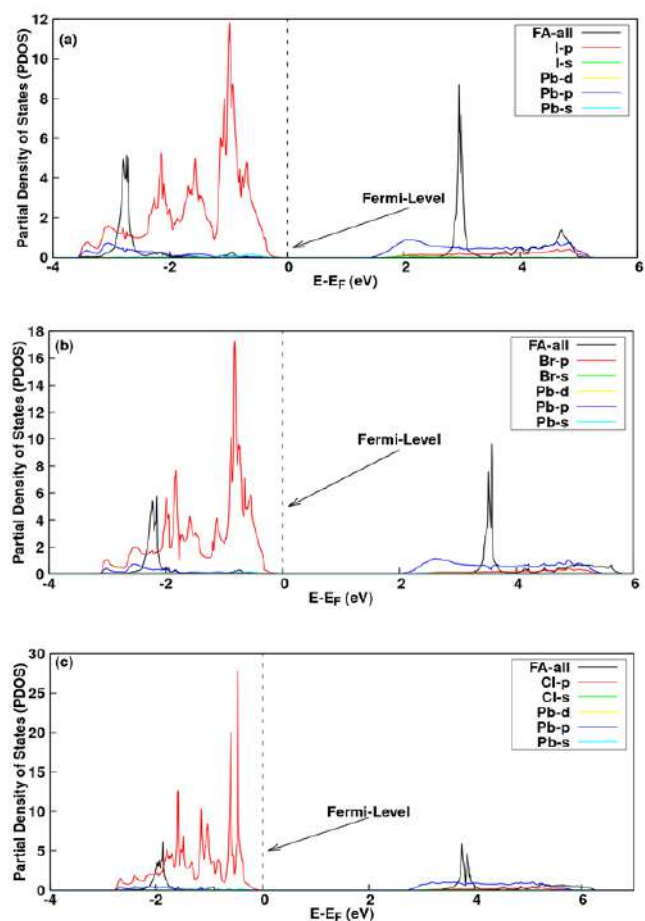 (a)
FA-all
I-p
I-s
Pb-d
Pb-p
Pb-s
Fermi-Level
Partial Density of States (PDOS)
12
10
8
6
4
2
0
-4
-2
0
2
4
6
E-E_F (eV)
(b)
FA-all
Br-p
Br-s
Pb-d
Pb-p
Pb-s
Fermi-Level
Partial Density of States (PDOS)
18
16
14
12
10
8
6
4
2
0
-4
-2
0
2
4
6
E-E_F (eV)
(c)
FA-all
Cl-p
Cl-s
Pb-d
Pb-p
Pb-s
Fermi-Level
Partial Density of States (PDOS)
30
25
20
15
10
5
0
-4
-2
0
2
4
6
E-E_F (eV)